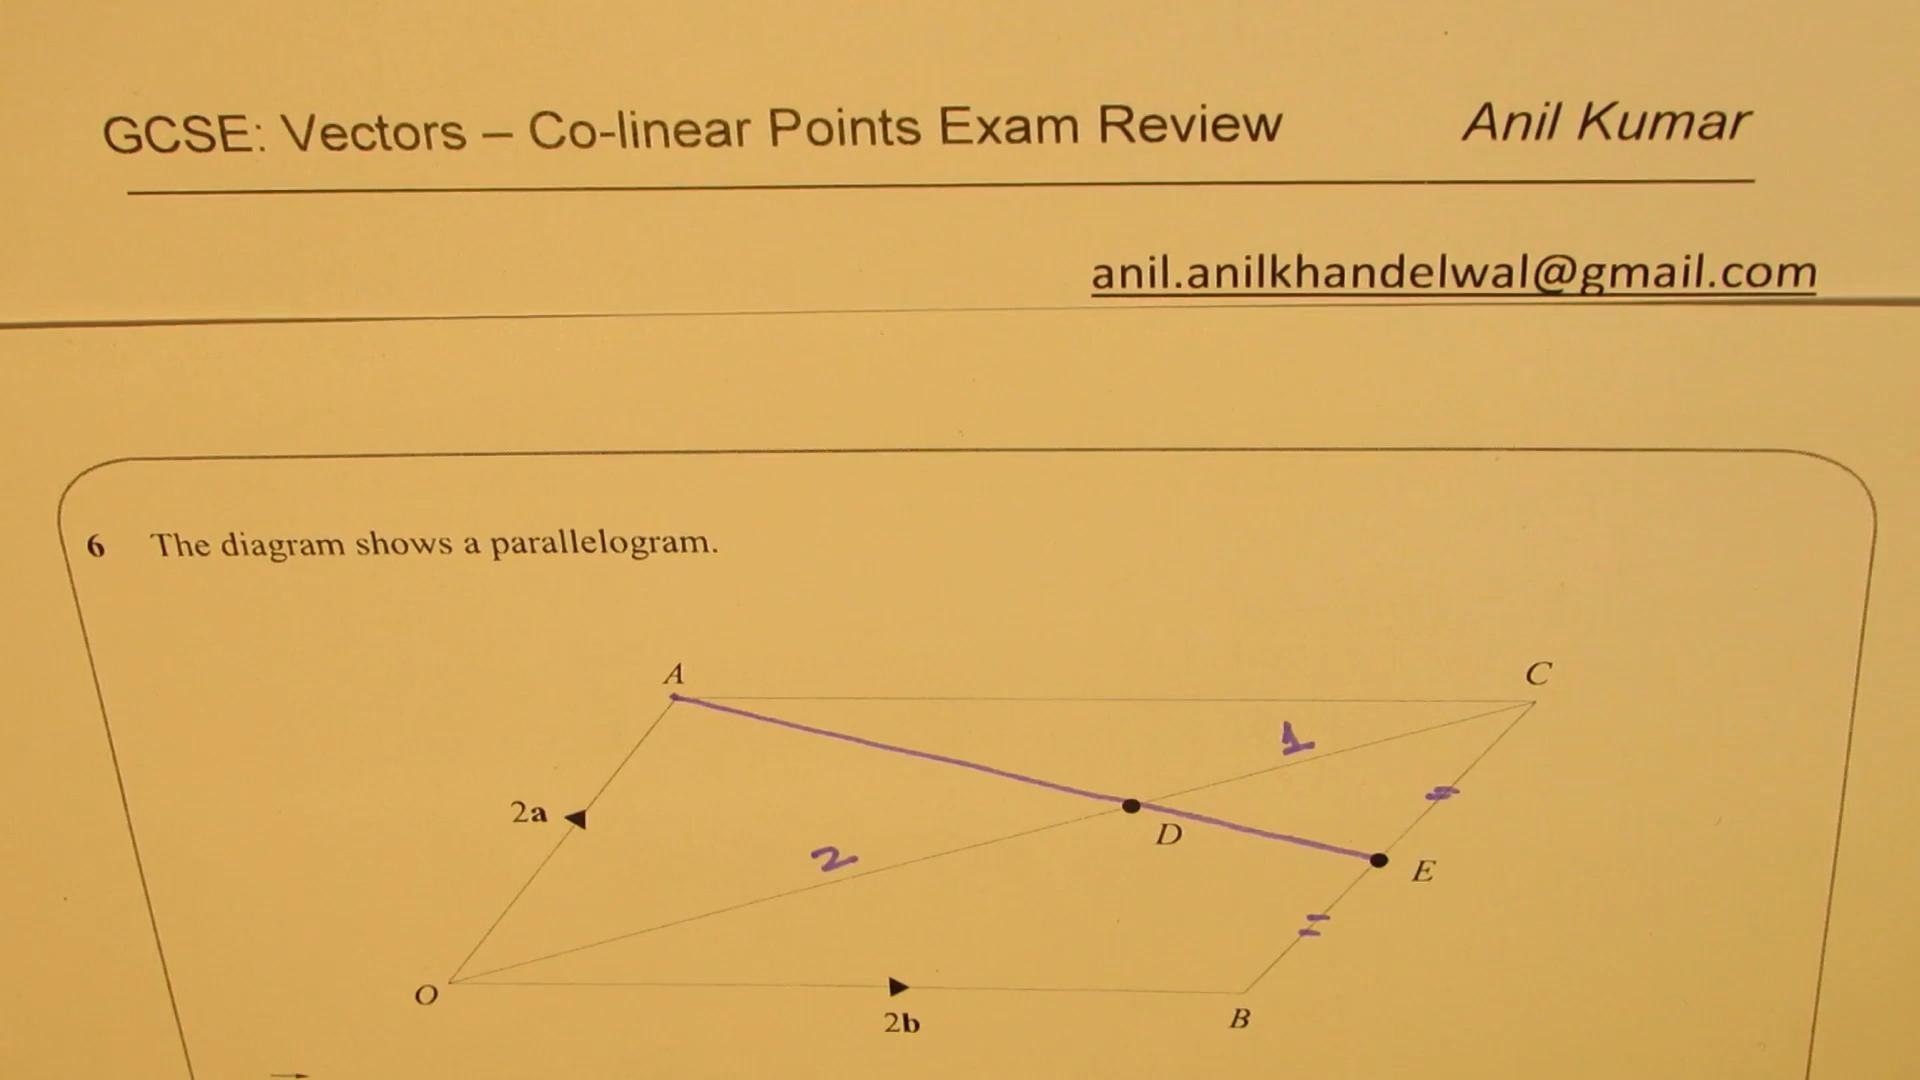 GCSE: Vectors – Co-linear Points Exam Review Anil Kumar
anil.anilkhandelwal@gmail.com
6 The diagram shows a parallelogram.
A
C
1
2a
D
2
E
O
2b
B